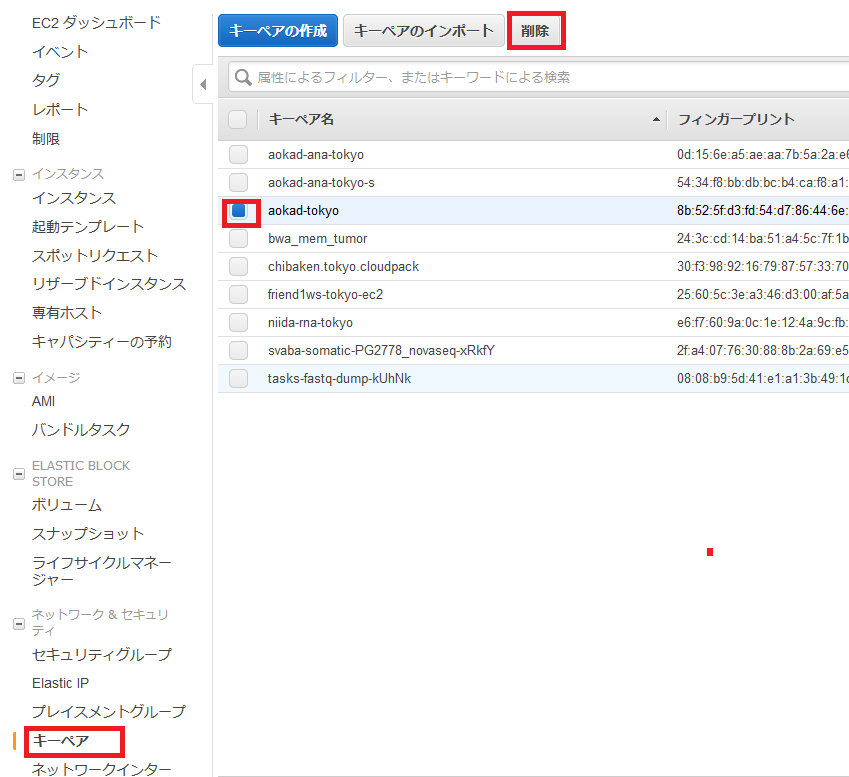 EC2 ダッシュボード
イベント
タグ
レポート
制限
インスタンス
インスタンス
起動テンプレート
スポットリクエスト
リザーブドインスタンス
専有ホスト
キャパシティーの予約
イメージ
AMI
バンドルタスク
ELASTIC BLOCK
STORE
ボリューム
スナップショット
ライフサイクルマネー
ジャー
ネットワーク & セキュリ
ティ
セキュリティグループ
Elastic IP
プレイスメントグループ
キーペア
ネットワークインター
キーペアの作成 キーペアのインポート 削除
属性によるフィルター、またはキーワードによる検索
キーペア名 フィンガープリント
aokad-ana-tokyo 0d:15:6e:a5:ae:aa:7b:5a:2a:e6
aokad-ana-tokyo-s 54:34:f8:bb:db:bc:b4:ca:f8:a1:
aokad-tokyo 8b:52:5f:d3:fd:54:d7:86:44:6e:
bwa_mem_tumor 24:3c:cd:14:ba:51:a4:5c:7f:1b
chibaken.tokyo.cloudpack 30:f3:98:92:16:79:87:57:33:70
friend1ws-tokyo-ec2 25:60:5c:3e:a3:46:d3:00:af:5a
niida-rna-tokyo e6:f7:60:9a:0c:1e:12:4a:9c:fb:
svaba-somatic-PG2778_novaseq-xRkfY 2f:a4:07:76:30:88:8b:2a:69:e5
tasks-fastq-dump-kUhNk 08:08:b9:5d:41:e1:a1:3b:49:1c